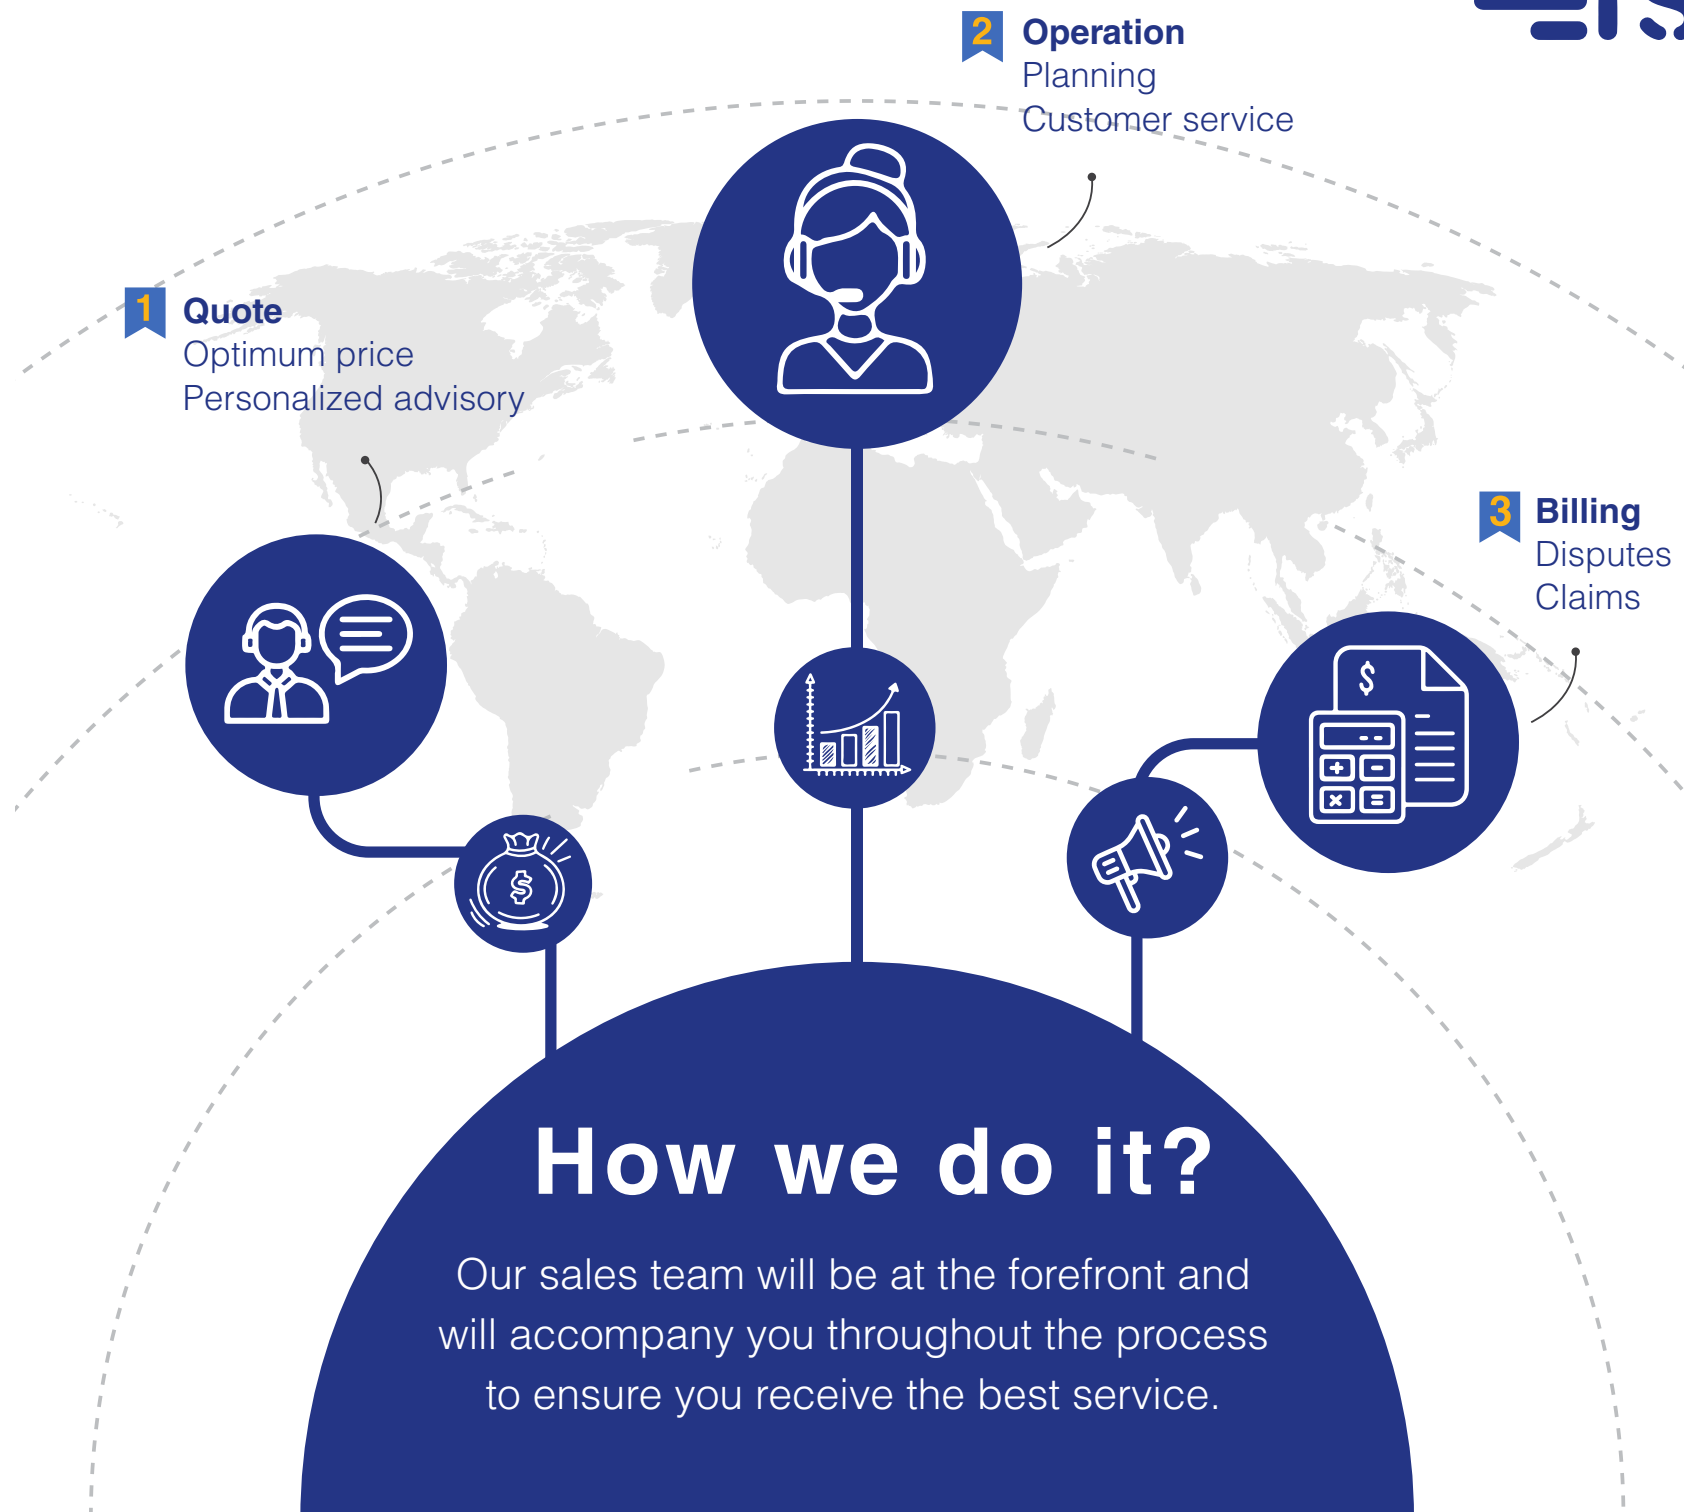 2 Operation
Planning
Customer service
1 Quote
Optimum price
Personalized advisory
3 Billing
Disputes
Claims
$
$
How we do it?
Our sales team will be at the forefront and
will accompany you throughout the process
to ensure you receive the best service.